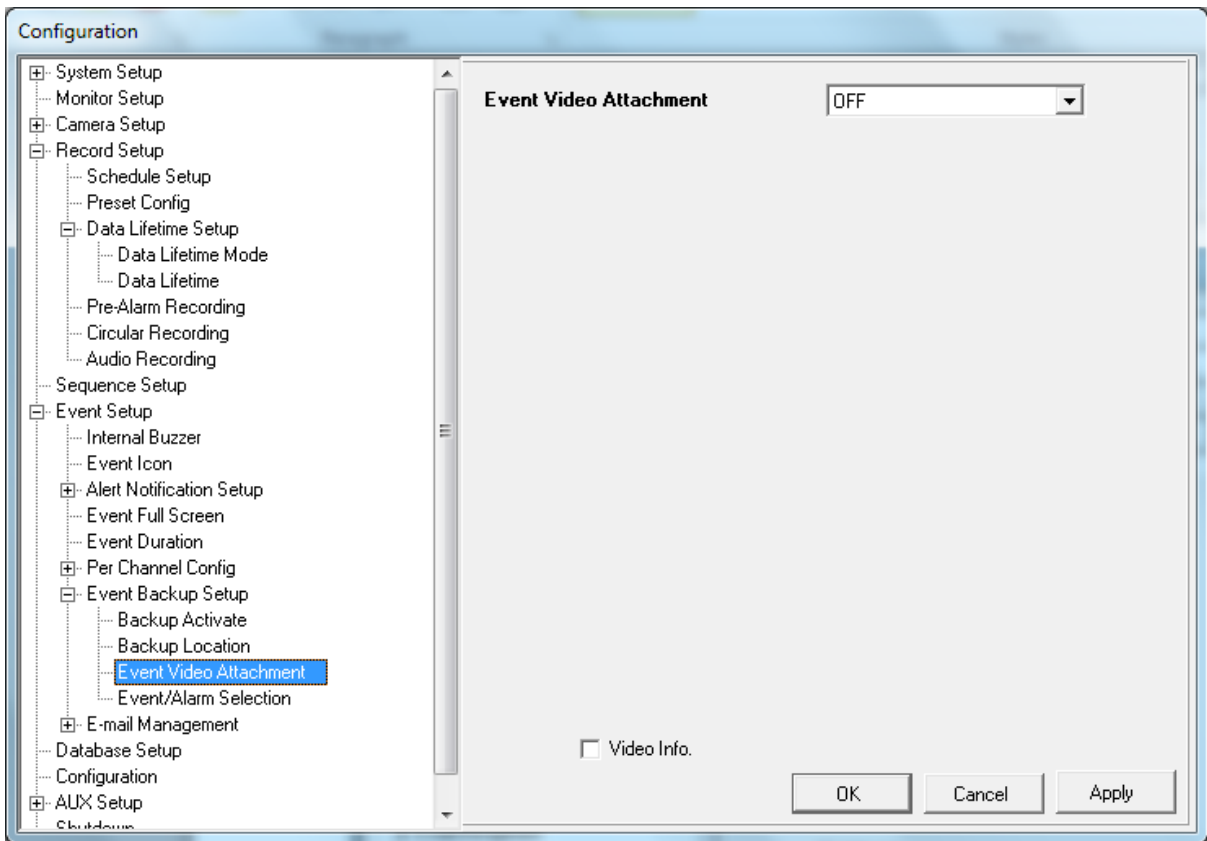 Configuration
System Setup
Monitor Setup
Camera Setup
Record Setup
Schedule Setup
Preset Config
Data Lifetime Setup
Data Lifetime Mode
Data Lifetime
Pre-Alarm Recording
Circular Recording
Audio Recording
Sequence Setup
Event Setup
Internal Buzzer
Event Icon
Alert Notification Setup
Event Full Screen
Event Duration
Per Channel Config
Event Backup Setup
Backup Activate
Backup Location
Event Video Attachment
Event/Alarm Selection
E-mail Management
Database Setup
Configuration
AUX Setup
Shutdown
Event Video Attachment
OFF
Video Info.
OK
Cancel
Apply